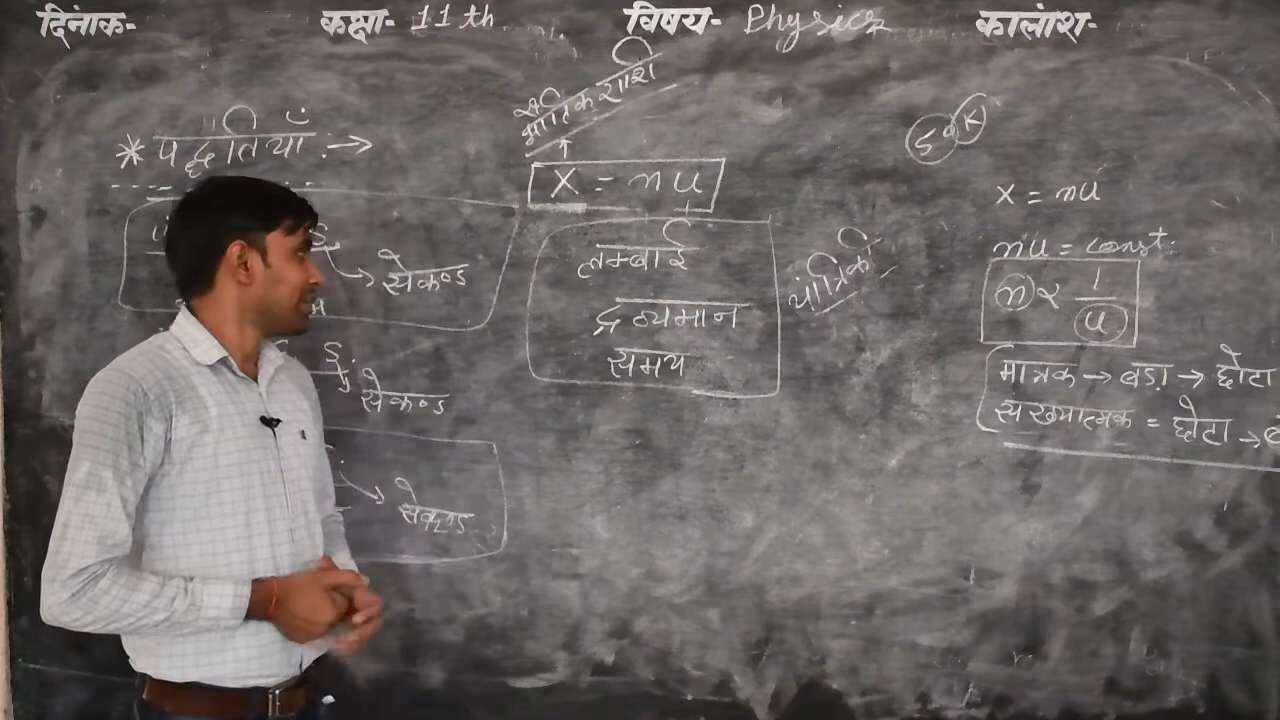 दिनांक- कक्षा- 11th विषय- Physics कालांश-
* पद्धतियाँ :→
S.
→ सेकण्ड
S.
सेकण्ड
→ सेकण्ड
भौतिक राशि
↑
X = nu
लम्बाई
द्रव्यमान
समय
यांत्रिकी
5 K
X = nu
nu = const.
n ∝ 1/u
मात्रक → बड़ा → छोटा
संख्यात्मक = छोटा →